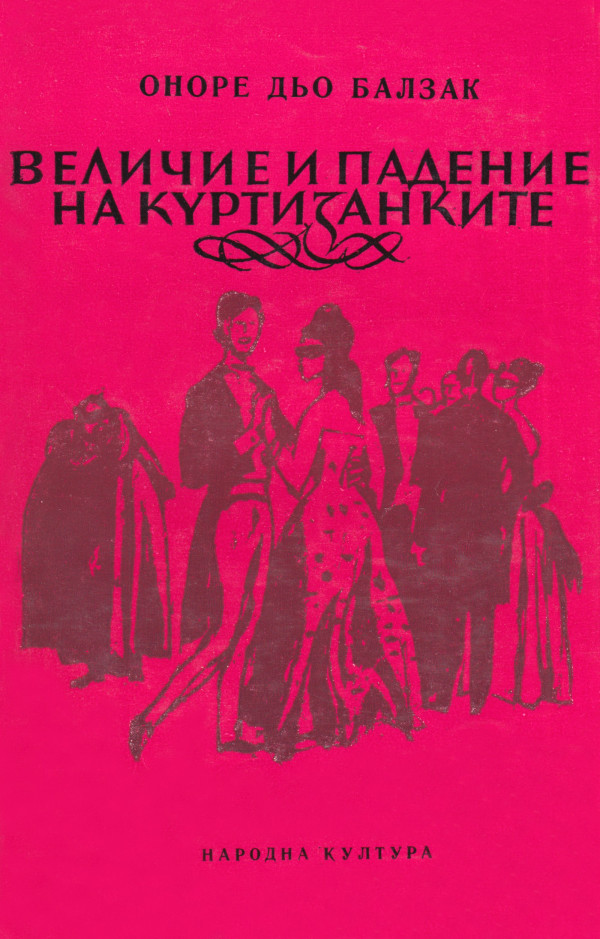 ОНОРЕ ДЬО БАЛЗАК
ВЕЛИЧИЕ И ПАДЕНИЕ
НА КУРТИЗАНКИТЕ
НАРОДНА КУЛТУРА